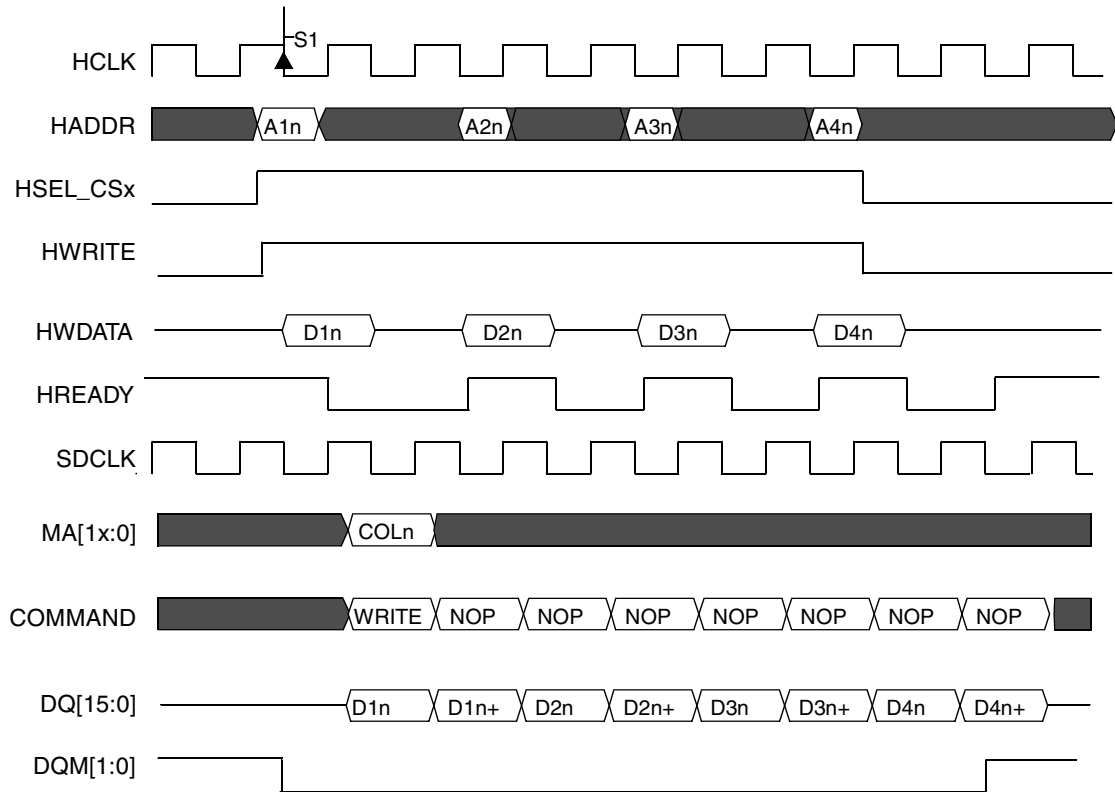 S1
HCLK
HADDR A1n A2n A3n A4n
HSEL_CSx
HWRITE
HWDATA D1n D2n D3n D4n
HREADY
SDCLK
MA[1x:0] COLn
COMMAND WRITE NOP NOP NOP NOP NOP NOP NOP
DQ[15:0] D1n D1n+ D2n D2n+ D3n D3n+ D4n D4n+
DQM[1:0]